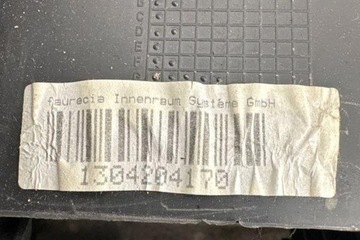 C
D
E
F
faurecia Innenraum Systeme GmbH
1304204170